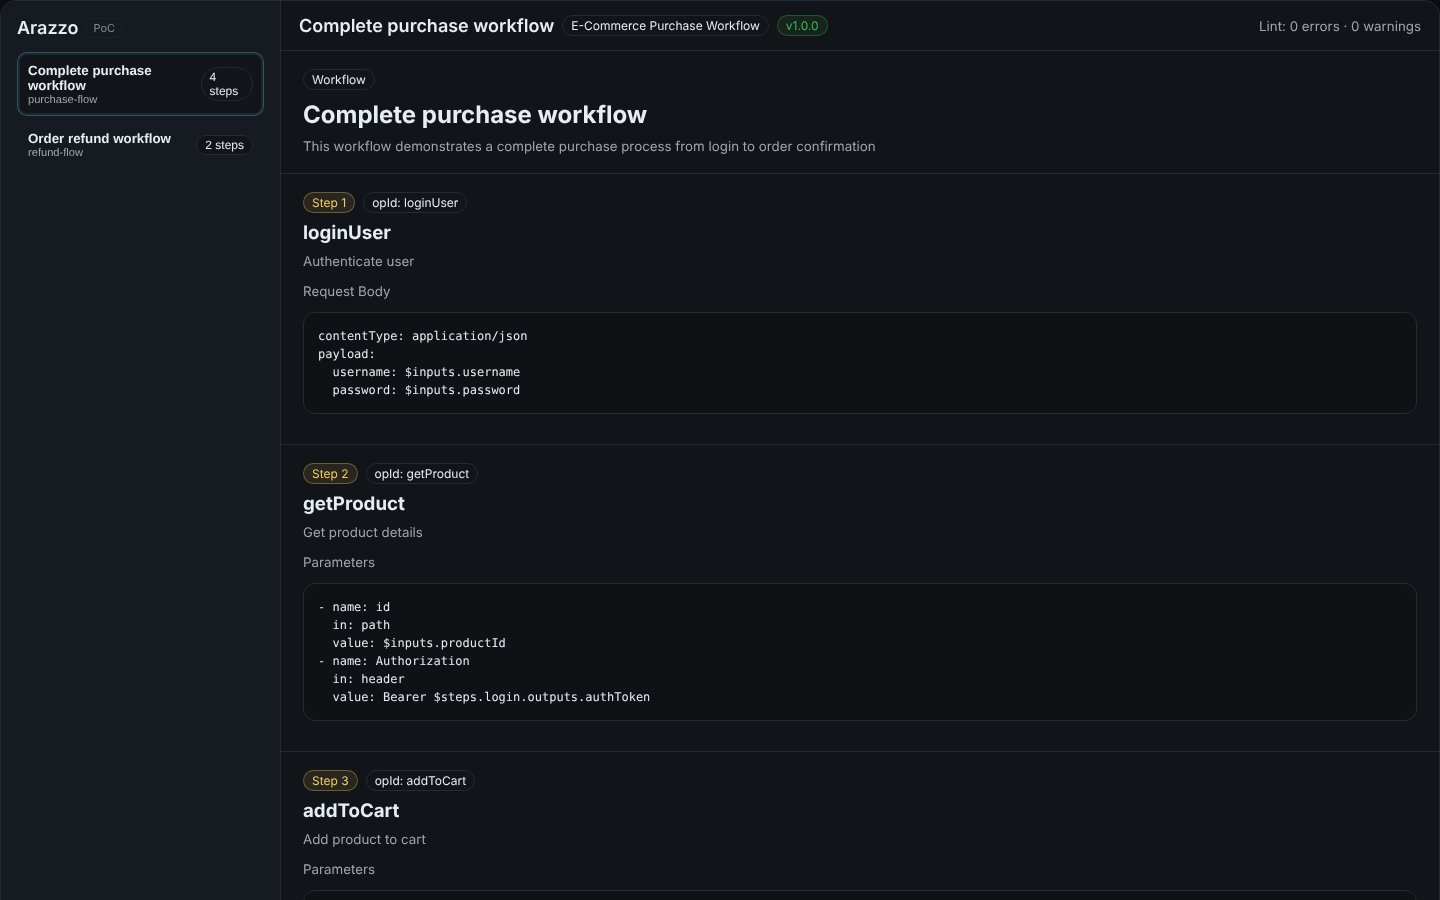 Arazzo PoC
Complete purchase
workflow
purchase-flow
4
steps
Order refund workflow
refund-flow
2 steps
Complete purchase workflow E-Commerce Purchase Workflow v1.0.0 Lint: 0 errors · 0 warnings
Workflow
Complete purchase workflow
This workflow demonstrates a complete purchase process from login to order confirmation
Step 1 opId: loginUser
loginUser
Authenticate user
Request Body
contentType: application/json
payload:
  username: $inputs.username
  password: $inputs.password
Step 2 opId: getProduct
getProduct
Get product details
Parameters
- name: id
  in: path
  value: $inputs.productId
- name: Authorization
  in: header
  value: Bearer $steps.login.outputs.authToken
Step 3 opId: addToCart
addToCart
Add product to cart
Parameters